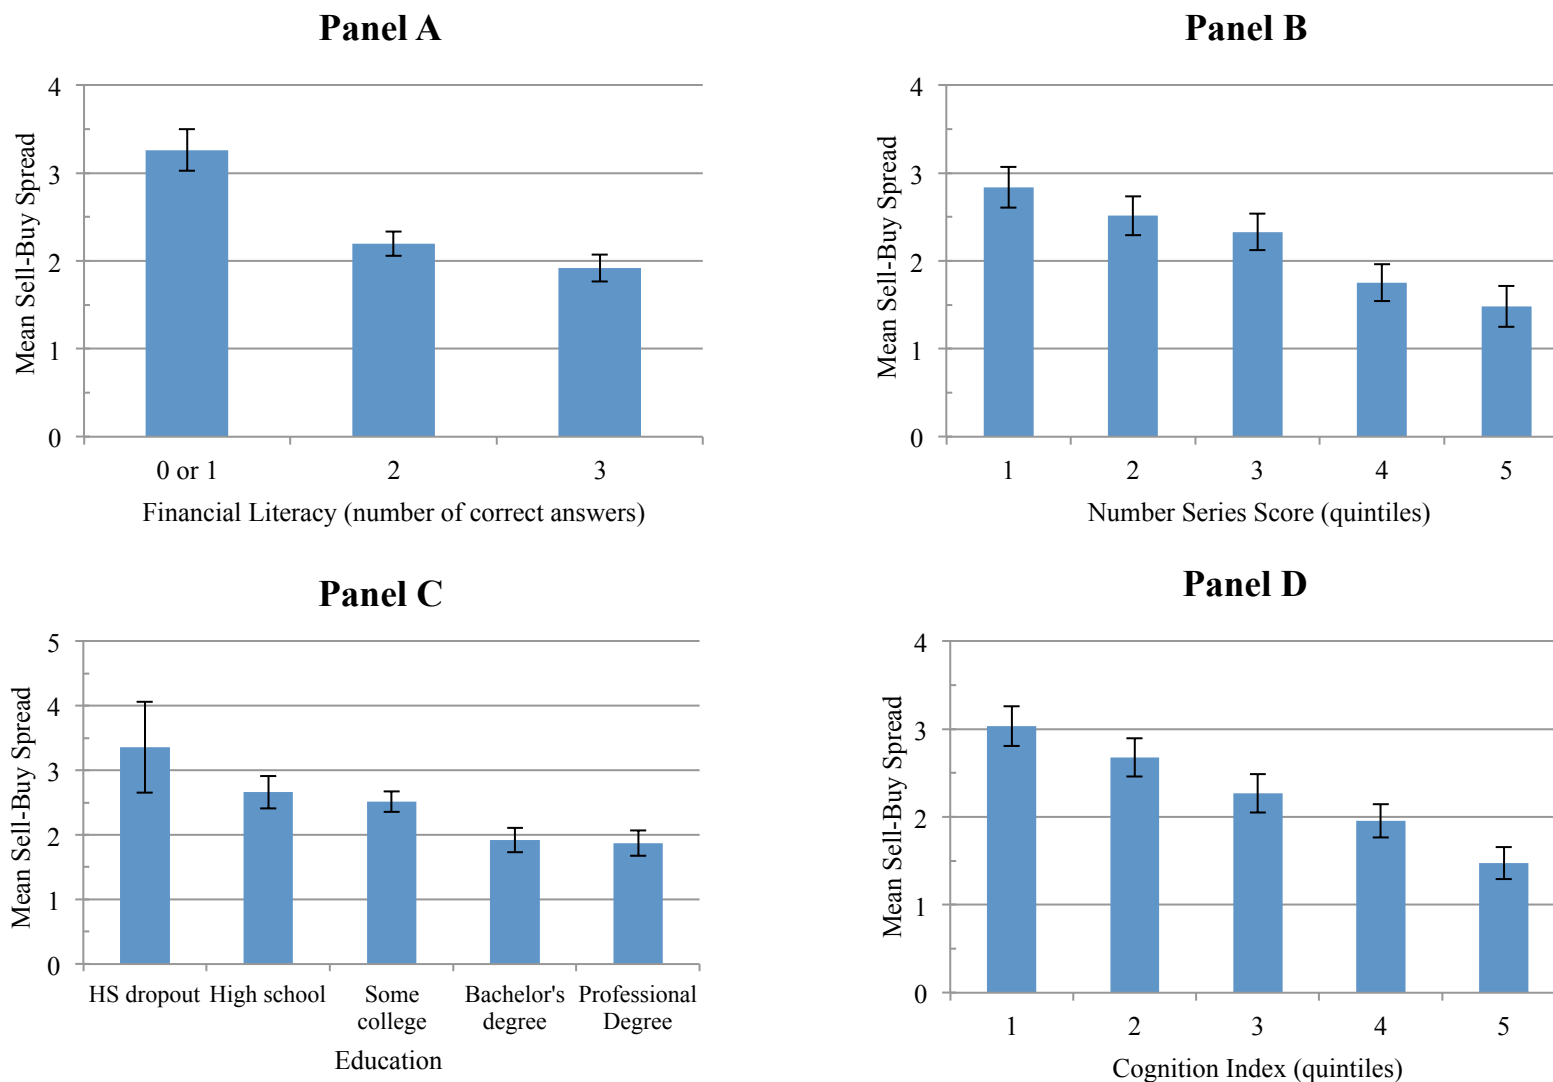 Panel A
Mean Sell-Buy Spread
4
3
2
1
0
0 or 1 2 3
Financial Literacy (number of correct answers)
Panel B
Mean Sell-Buy Spread
4
3
2
1
0
1 2 3 4 5
Number Series Score (quintiles)
Panel C
Mean Sell-Buy Spread
5
4
3
2
1
0
HS dropout High school Some Bachelor's Professional
college degree Degree
Education
Panel D
Mean Sell-Buy Spread
4
3
2
1
0
1 2 3 4 5
Cognition Index (quintiles)